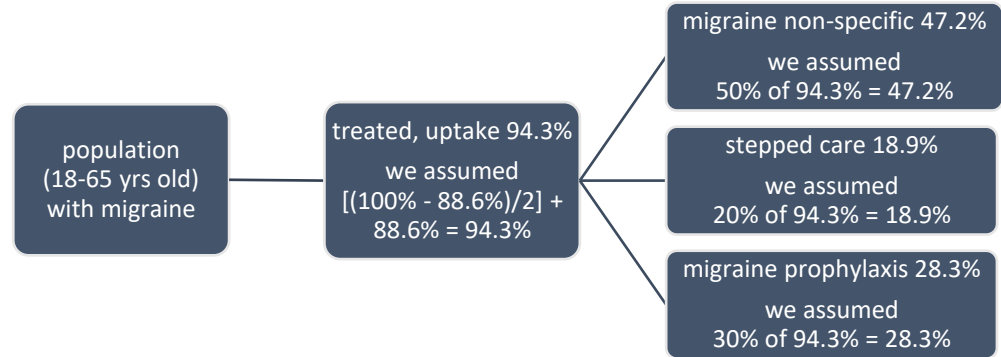 population
(18-65 yrs old)
with migraine
treated, uptake 94.3%
we assumed
[(100% - 88.6%)/2] +
88.6% = 94.3%
migraine non-specific 47.2%
we assumed
50% of 94.3% = 47.2%
stepped care 18.9%
we assumed
20% of 94.3% = 18.9%
migraine prophylaxis 28.3%
we assumed
30% of 94.3% = 28.3%